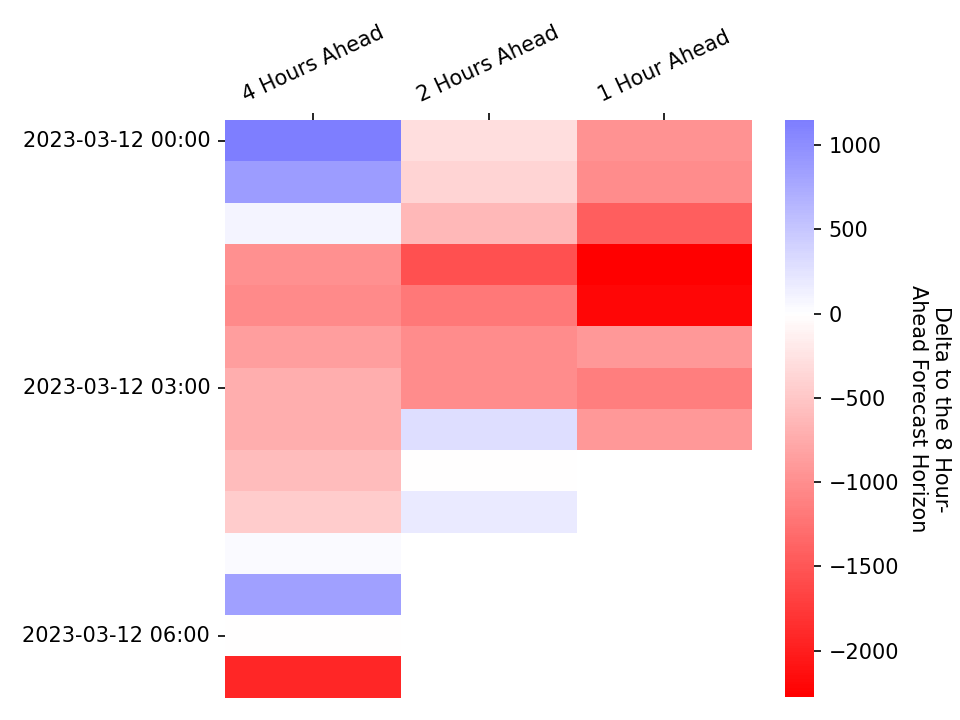 4 Hours Ahead
2 Hours Ahead
1 Hour Ahead
2023-03-12 00:00
2023-03-12 03:00
2023-03-12 06:00
1000
500
0
−500
−1000
−1500
−2000
Delta to the 8 Hour-
Ahead Forecast Horizon